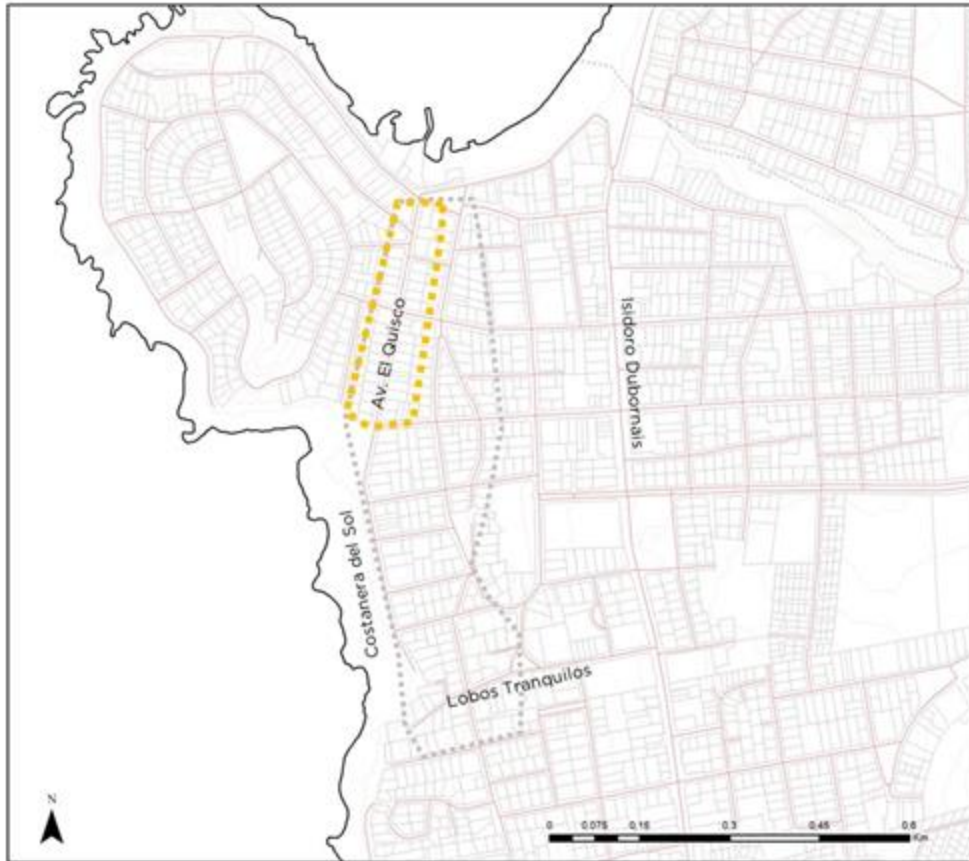 Av. El Quisco
Isidoro Dubornais
Costanera del Sol
Lobos Tranquilos
N
0 0.075 0.15 0.3 0.45 0.6
Km